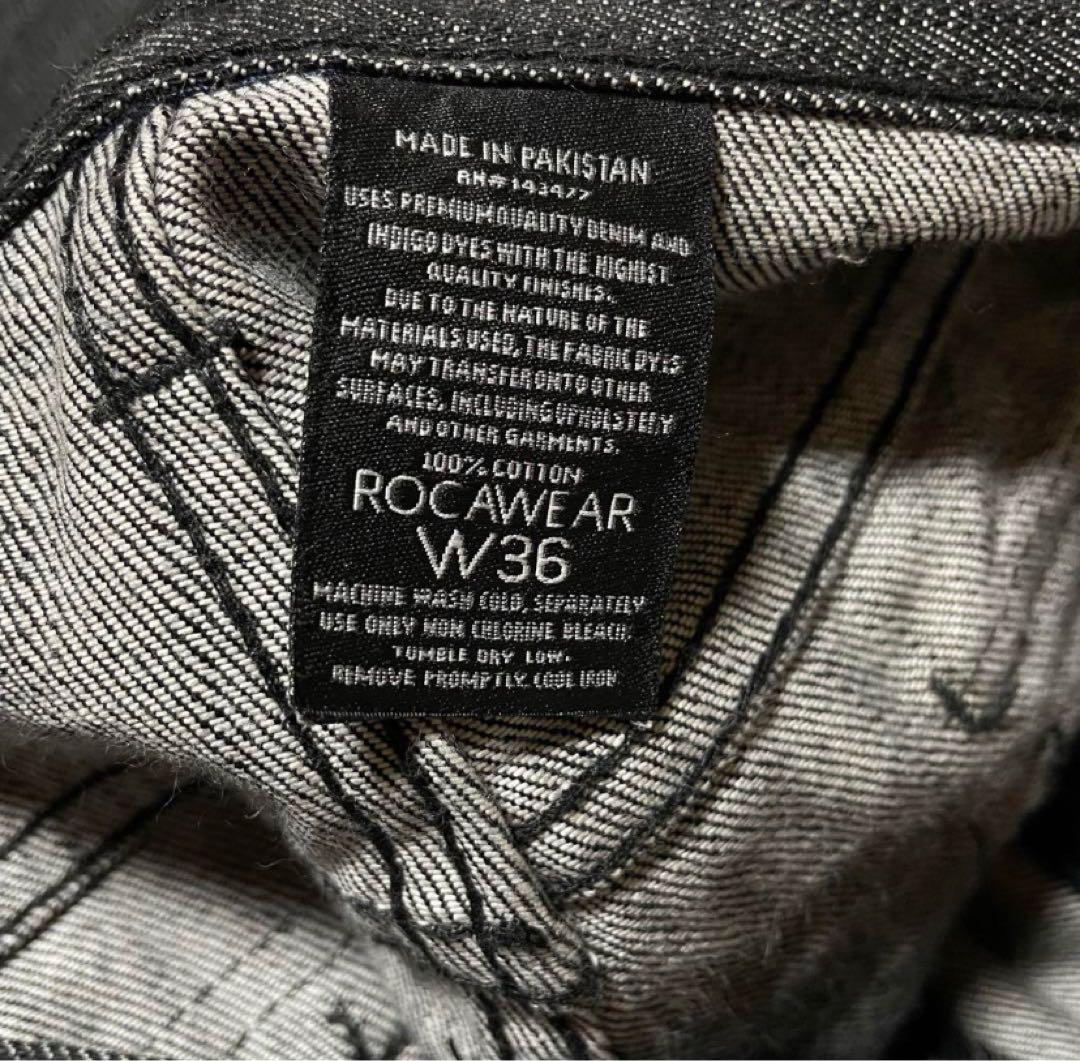 MADE IN PAKISTAN
RN# 143477
USES PREMIUM QUALITY DENIM AND
INDIGO DYES WITH THE HIGHEST
QUALITY FINISHES.
DUE TO THE NATURE OF THE
MATERIALS USED, THE FABRIC DYES
MAY TRANSFER ONTO OTHER
SURFACES, INCLUDING UPHOLSTERY
AND OTHER GARMENTS.
100% COTTON
ROCAWEAR
W36
MACHINE WASH COLD, SEPARATELY
USE ONLY NON CHLORINE BLEACH.
TUMBLE DRY LOW.
REMOVE PROMPTLY. COOL IRON